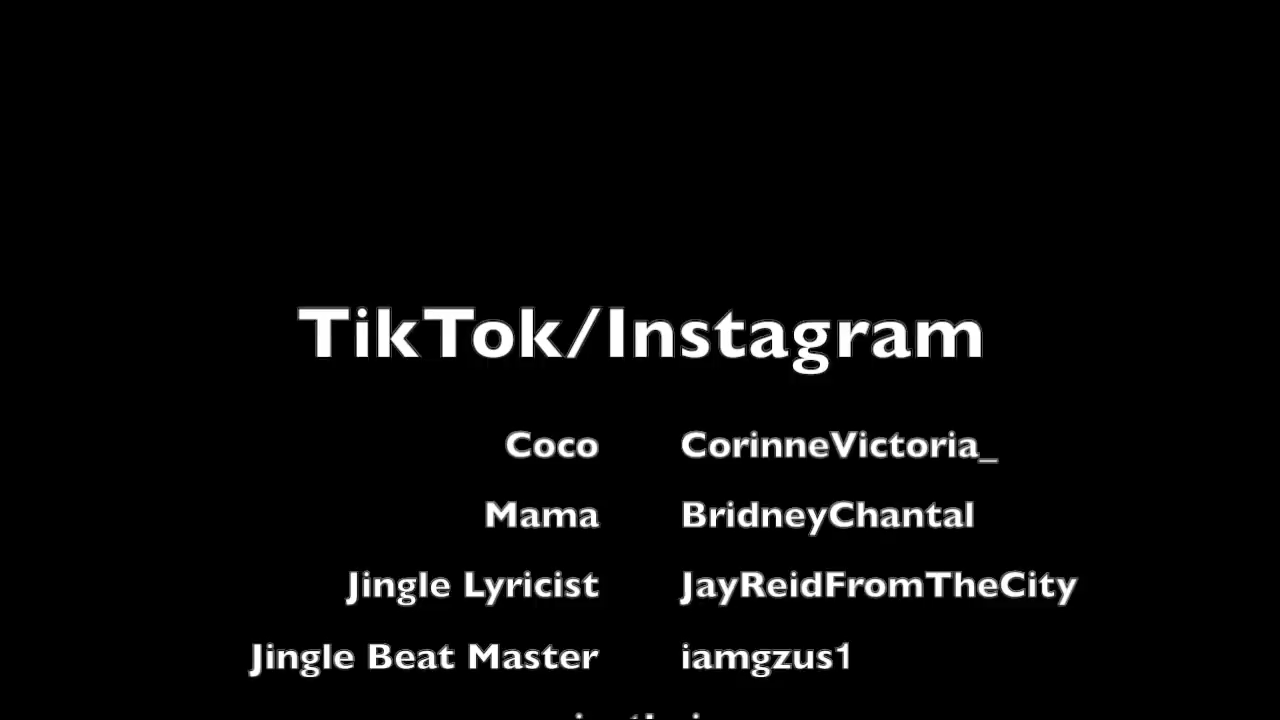 TikTok/Instagram
Coco CorinneVictoria_
Mama BridneyChantal
Jingle Lyricist JayReidFromTheCity
Jingle Beat Master iamgzus1